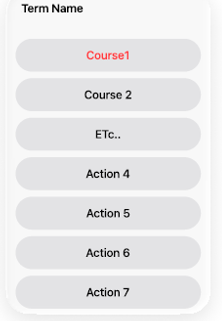 Term Name
Course1
Course 2
ETc..
Action 4
Action 5
Action 6
Action 7